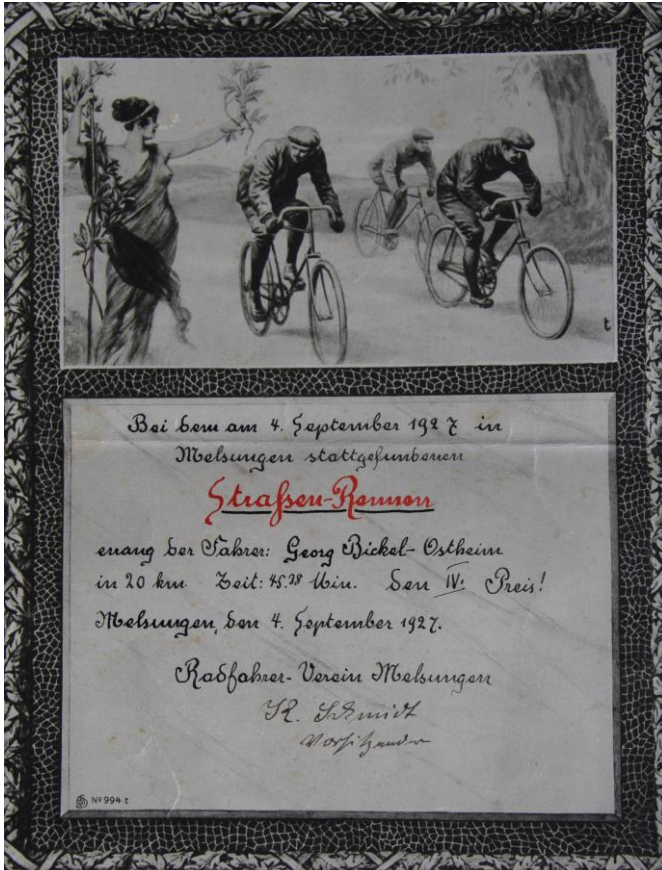 Bei dem am 4. September 1927 in
Melsungen stattgefundenen
Straßen-Rennen
errang der Fahrer: Georg Bickel-Ostheim
in 20 km Zeit: 45.38 Min. den IV. Preis!
Melsungen, den 4. September 1927.
Radfahrer-Verein Melsungen
K. Schmidt
Vorsitzender
t
№ 994 t